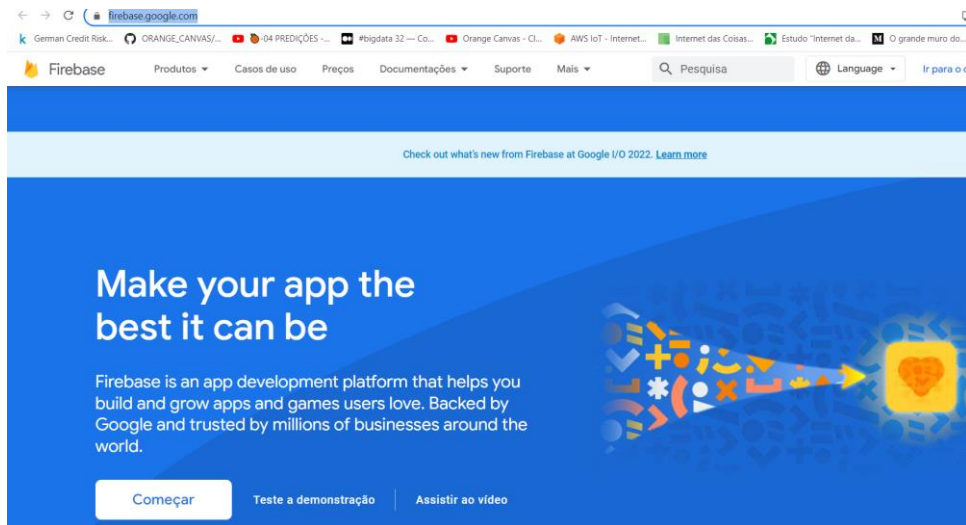 firebase.google.com
German Credit Risk... ORANGE_CANVAS/... -04 PREDIÇÕES -... #bigdata 32 — Co... Orange Canvas - Cl... AWS IoT - Internet... Internet das Coisas... Estudo "Internet da... O grande muro do...
Firebase Produtos Casos de uso Preços Documentações Suporte Mais Pesquisa Language Ir para o c
Check out what's new from Firebase at Google I/O 2022. Learn more
Make your app the
best it can be
Firebase is an app development platform that helps you
build and grow apps and games users love. Backed by
Google and trusted by millions of businesses around the
world.
Começar Teste a demonstração Assistir ao vídeo